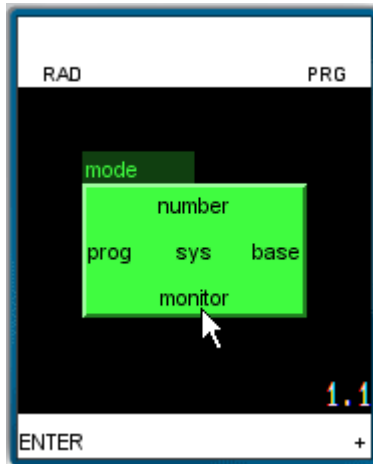 RAD PRG
mode
number
prog sys base
monitor
1.1
ENTER +